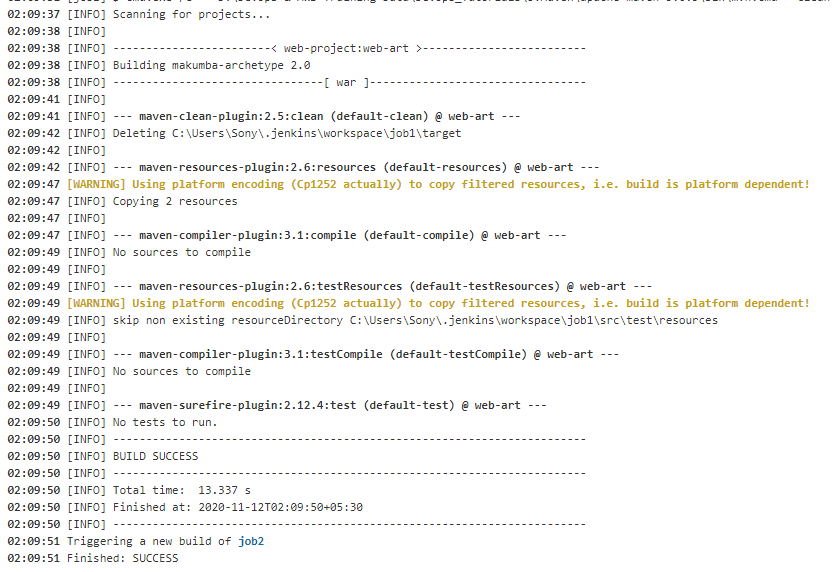 02:09:37 [INFO] Scanning for projects...
02:09:38 [INFO]
02:09:38 [INFO] -----------------------< web-project:web-art >------------------------
02:09:38 [INFO] Building makumba-archetype 2.0
02:09:38 [INFO] --------------------------------[ war ]---------------------------------
02:09:41 [INFO]
02:09:41 [INFO] --- maven-clean-plugin:2.5:clean (default-clean) @ web-art ---
02:09:42 [INFO] Deleting C:\Users\Sony\.jenkins\workspace\job1\target
02:09:42 [INFO]
02:09:42 [INFO] --- maven-resources-plugin:2.6:resources (default-resources) @ web-art ---
02:09:47 [WARNING] Using platform encoding (Cp1252 actually) to copy filtered resources, i.e. build is platform dependent!
02:09:47 [INFO] Copying 2 resources
02:09:47 [INFO]
02:09:47 [INFO] --- maven-compiler-plugin:3.1:compile (default-compile) @ web-art ---
02:09:49 [INFO] No sources to compile
02:09:49 [INFO]
02:09:49 [INFO] --- maven-resources-plugin:2.6:testResources (default-testResources) @ web-art ---
02:09:49 [WARNING] Using platform encoding (Cp1252 actually) to copy filtered resources, i.e. build is platform dependent!
02:09:49 [INFO] skip non existing resourceDirectory C:\Users\Sony\.jenkins\workspace\job1\src\test\resources
02:09:49 [INFO]
02:09:49 [INFO] --- maven-compiler-plugin:3.1:testCompile (default-testCompile) @ web-art ---
02:09:49 [INFO] No sources to compile
02:09:49 [INFO]
02:09:49 [INFO] --- maven-surefire-plugin:2.12.4:test (default-test) @ web-art ---
02:09:50 [INFO] No tests to run.
02:09:50 [INFO] ------------------------------------------------------------------------
02:09:50 [INFO] BUILD SUCCESS
02:09:50 [INFO] ------------------------------------------------------------------------
02:09:50 [INFO] Total time:  13.337 s
02:09:50 [INFO] Finished at: 2020-11-12T02:09:50+05:30
02:09:50 [INFO] ------------------------------------------------------------------------
02:09:51 Triggering a new build of job2
02:09:51 Finished: SUCCESS